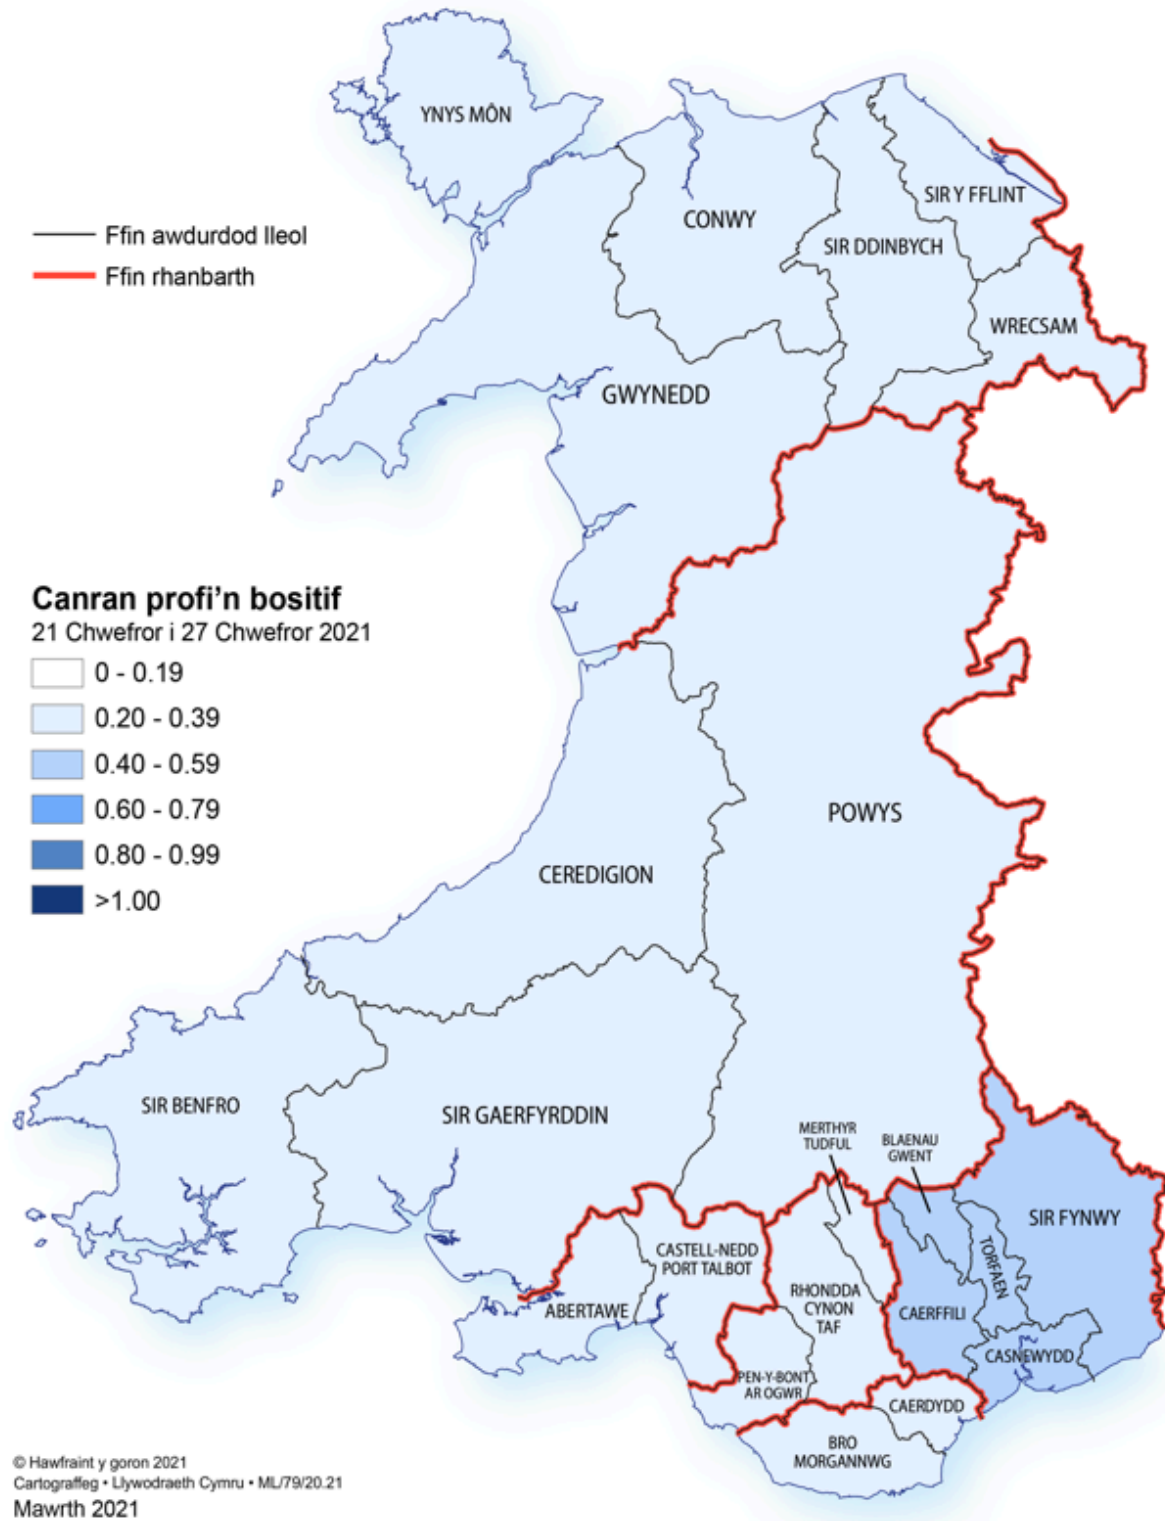 YNYS MÔN
Ffin awdurdod lleol
Ffin rhanbarth
CONWY
SIR Y FFLINT
SIR DDINBYCH
WRECSAM
GWYNEDD
Canran profi'n bositif
21 Chwefror i 27 Chwefror 2021
0 - 0.19
0.20 - 0.39
0.40 - 0.59
0.60 - 0.79
0.80 - 0.99
>1.00
POWYS
CEREDIGION
SIR BENFRO
SIR GAERFYRDDIN
MERTHYR
TUDFUL
BLAENAU
GWENT
SIR FYNWY
TORFAEN
CASTELL-NEDD
PORT TALBOT
ABERTAWE
RHONDDA
CYNON
TAF
CAERFFILI
CASNEWYDD
PEN-Y-BONT
AR OGWR
CAERDYDD
BRO
MORGANNWG
© Hawfraint y goron 2021
Cartograffeg • Llywodraeth Cymru • ML/79/20.21
Mawrth 2021